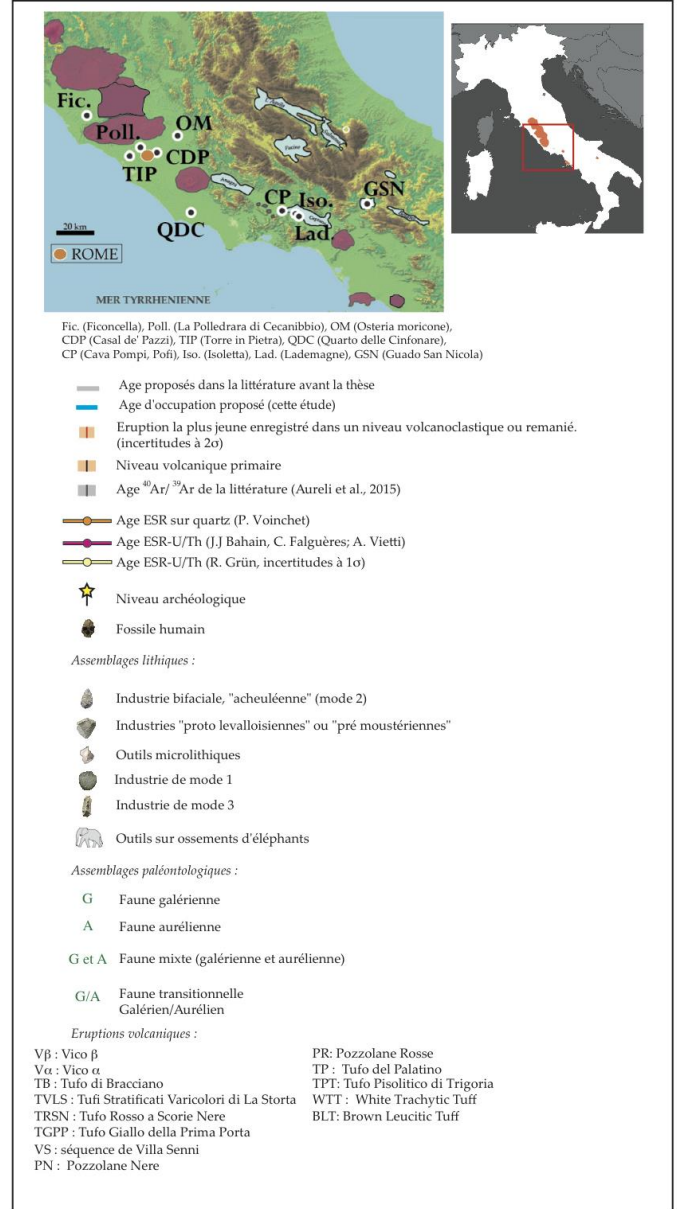 Fic.
OM
Poll.
CDP
TIP
CP Iso.
GSN
QDC
Lad.
20 km
ROME
MER TYRRHENIENNE
Fic. (Ficoncella), Poll. (La Polledrara di Cecanibbio), OM (Osteria moricone),
CDP (Casal de' Pazzi), TIP (Torre in Pietra), QDC (Quarto delle Cinfonare),
CP (Cava Pompi, Pofi), Iso. (Isoletta), Lad. (Lademagne), GSN (Guado San Nicola)
Age proposés dans la littérature avant la thèse
Age d'occupation proposé (cette étude)
Eruption la plus jeune enregistré dans un niveau volcanoclastique ou remanié.
(incertitudes à 2σ)
Niveau volcanique primaire
Age ⁴⁰Ar/ ³⁹Ar de la littérature (Aureli et al., 2015)
Age ESR sur quartz (P. Voinchet)
Age ESR-U/Th (J.J Bahain, C. Falguères; A. Vietti)
Age ESR-U/Th (R. Grün, incertitudes à 1σ)
Niveau archéologique
Fossile humain
Assemblages lithiques :
Industrie bifaciale, "acheuléenne" (mode 2)
Industries "proto levalloisiennes" ou "pré moustériennes"
Outils microlithiques
Industrie de mode 1
Industrie de mode 3
Outils sur ossements d'éléphants
Assemblages paléontologiques :
G Faune galérienne
A Faune aurélienne
G et A Faune mixte (galérienne et aurélienne)
G/A Faune transitionnelle
Galérien/Aurélien
Eruptions volcaniques :
Vβ : Vico β
Vα : Vico α
TB : Tufo di Bracciano
TVLS : Tufi Stratificati Varicolori di La Storta
TRSN : Tufo Rosso a Scorie Nere
TGPP : Tufo Giallo della Prima Porta
VS : séquence de Villa Senni
PN : Pozzolane Nere
PR: Pozzolane Rosse
TP : Tufo del Palatino
TPT: Tufo Pisolitico di Trigoria
WTT : White Trachytic Tuff
BLT: Brown Leucitic Tuff